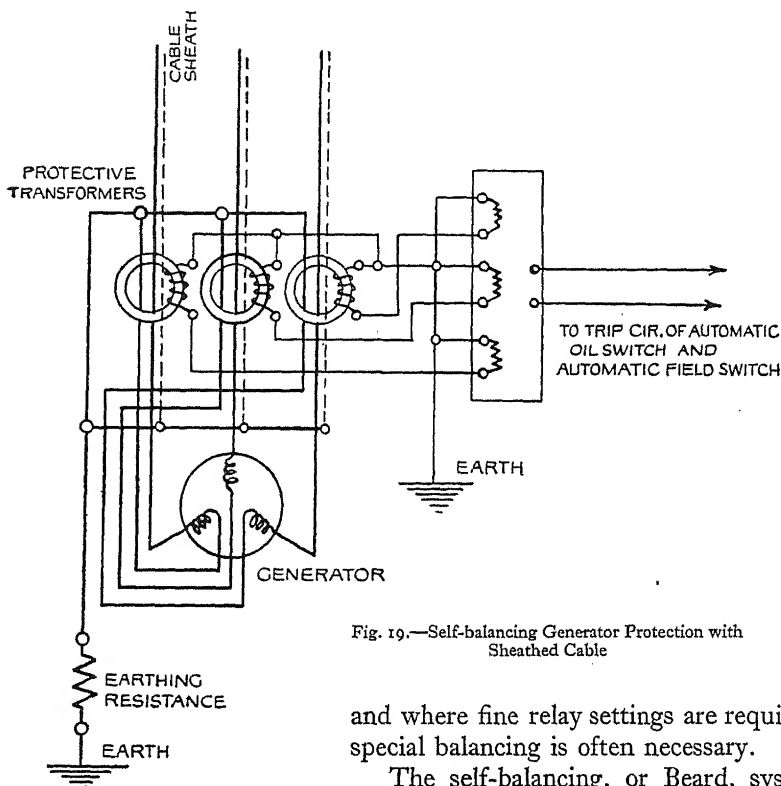 CABLE
SHEATH
PROTECTIVE
TRANSFORMERS
TO TRIP CIR. OF AUTOMATIC
OIL SWITCH AND
AUTOMATIC FIELD SWITCH
EARTH
GENERATOR
EARTHING
RESISTANCE
EARTH
Fig. 19.—Self-balancing Generator Protection with
Sheathed Cable
and where fine relay settings are requi
special balancing is often necessary.
The self-balancing, or Beard, sys